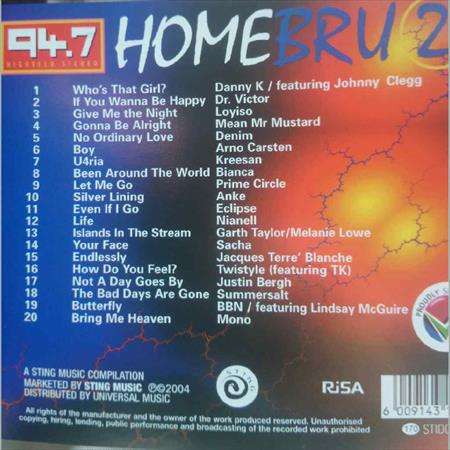 94.7 HOMEBRU 2
HIGHVELD STEREO
1 Who's That Girl? Danny K / featuring Johnny Clegg
2 If You Wanna Be Happy Dr. Victor
3 Give Me the Night Loyiso
4 Gonna Be Alright Mean Mr Mustard
5 No Ordinary Love Denim
6 Boy Arno Carsten
7 U4ria Kreesan
8 Been Around The World Bianca
9 Let Me Go Prime Circle
10 Silver Lining Anke
11 Even If I Go Eclipse
12 Life Nianell
13 Islands In The Stream Garth Taylor/Melanie Lowe
14 Your Face Sacha
15 Endlessly Jacques Terre' Blanche
16 How Do You Feel? Twistyle (featuring TK)
17 Not A Day Goes By Justin Bergh
18 The Bad Days Are Gone Summersalt
19 Butterfly BBN / featuring Lindsay McGuire
20 Bring Me Heaven Mono
PROUDLY S
A STING MUSIC COMPILATION
MARKETED BY STING MUSIC ℗©2004
DISTRIBUTED BY UNIVERSAL MUSIC
STING
RiSA
6 009143
All rights of the manufacturer and the owner of the work produced reserved. Unauthorised
copying, hiring, lending, public performance and broadcasting of the recorded work prohibited
170 STIDC